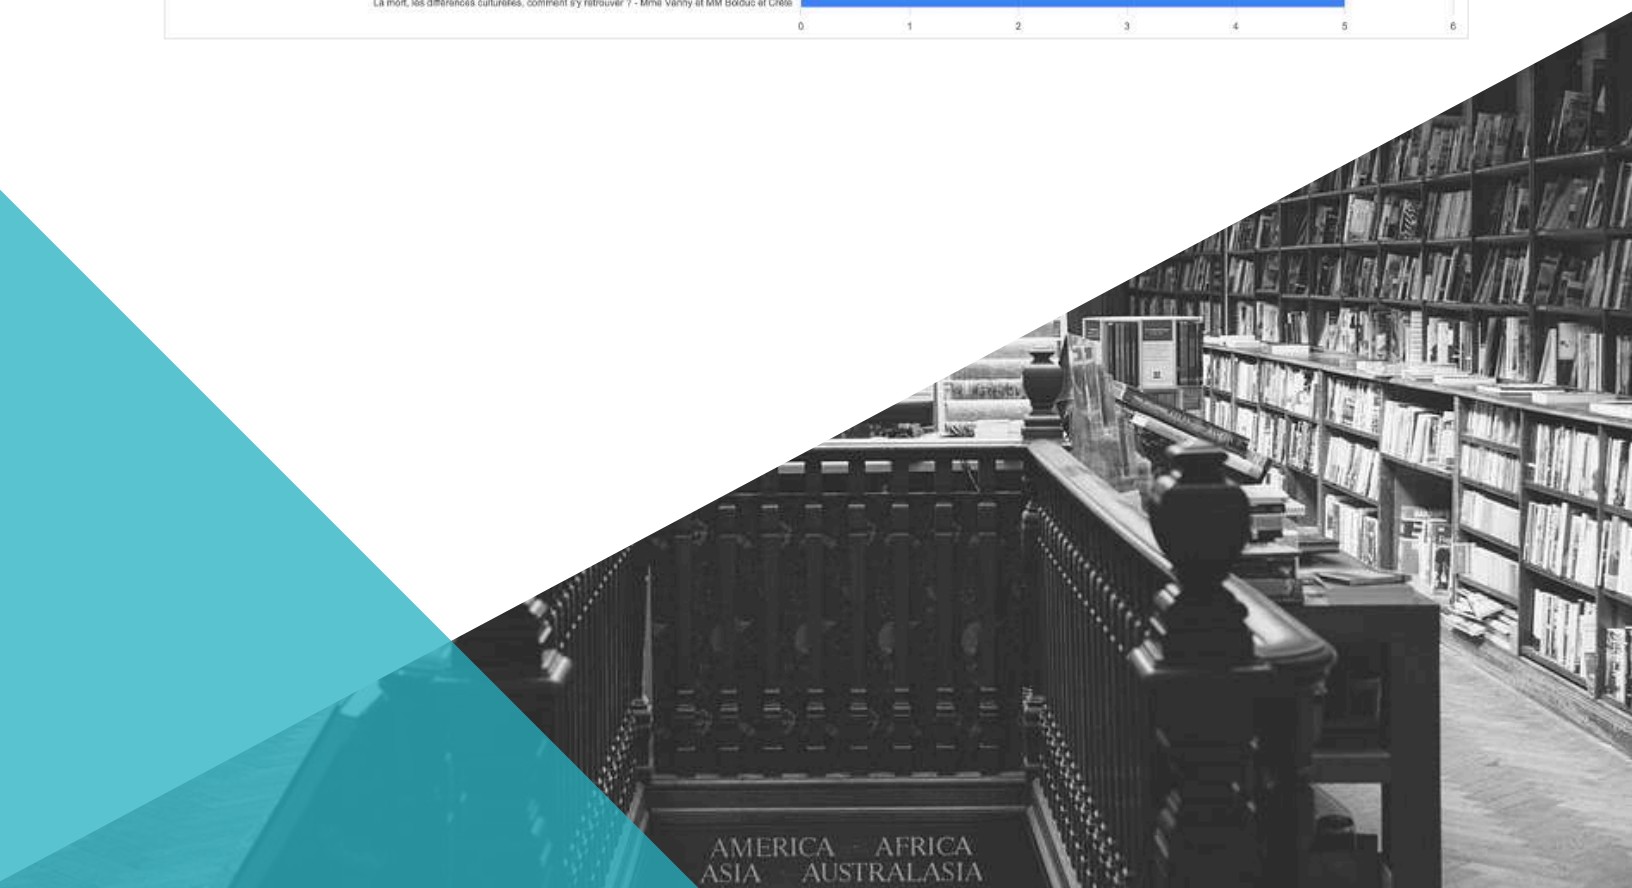 La mort, les différences culturelles, comment s'y retrouver ? - Mme Vanny et MM Bolduc et Crête
0 1 2 3 4 5 6
AMERICA - AFRICA
ASIA AUSTRALASIA